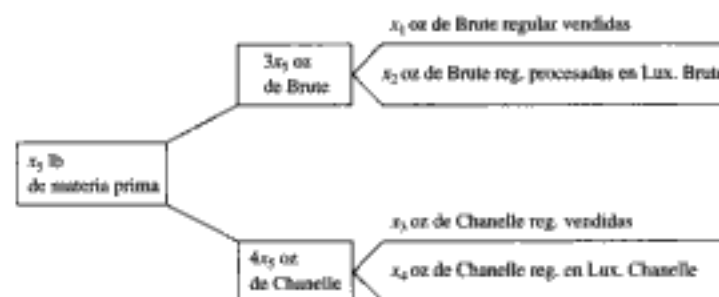 x₁ oz de Brute regular vendidas
3x₅ oz
de Brute
x₂ oz de Brute reg. procesadas en Lux. Brute
x₅ lb
de materia prima
x₃ oz de Chanelle reg. vendidas
4x₅ oz
de Chanelle
x₄ oz de Chanelle reg. en Lux. Chanelle